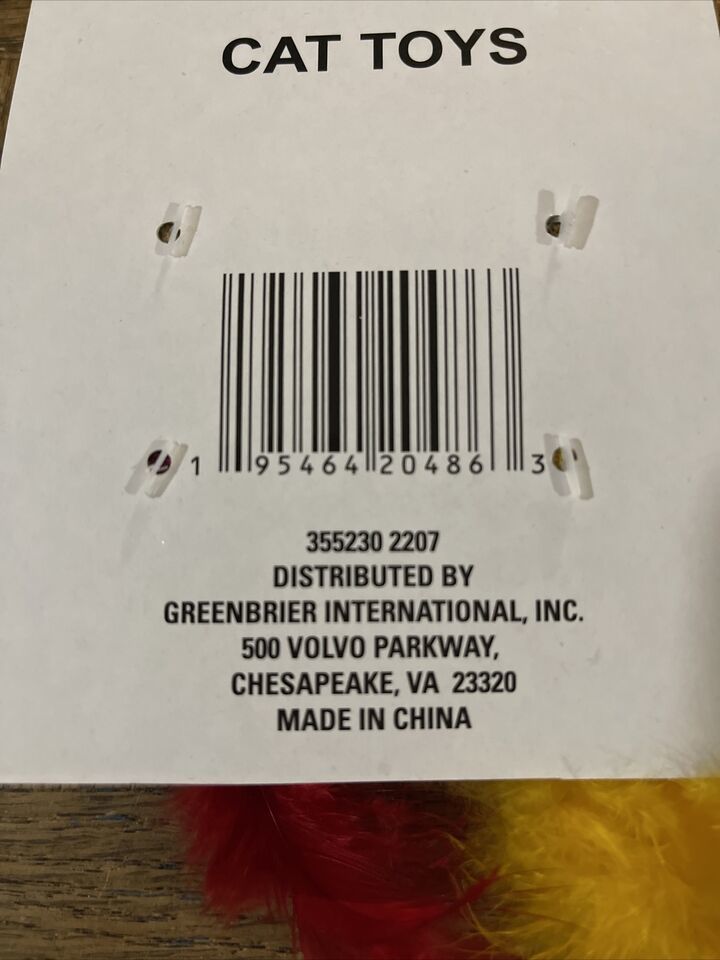 CAT TOYS
1 95464 20486 3
355230 2207
DISTRIBUTED BY
GREENBRIER INTERNATIONAL, INC.
500 VOLVO PARKWAY,
CHESAPEAKE, VA 23320
MADE IN CHINA